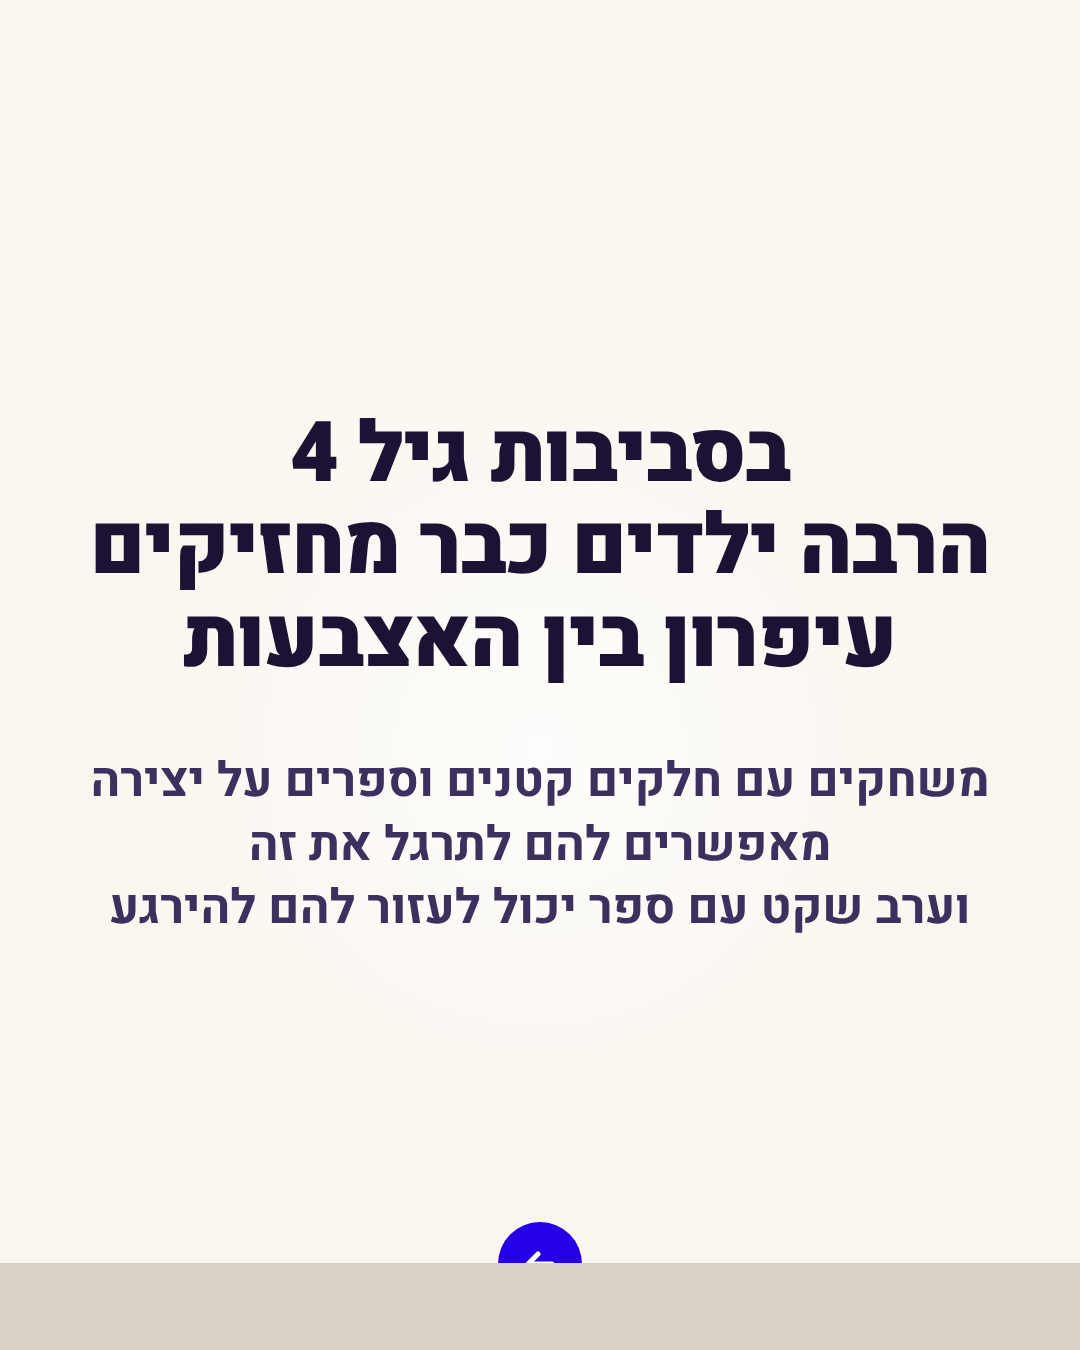 בסביבות גיל 4
הרבה ילדים כבר מחזיקים
עיפרון בין האצבעות
משחקים עם חלקים קטנים וספרים על יצירה
מאפשרים להם לתרגל את זה
וערב שקט עם ספר יכול לעזור להם להירגע